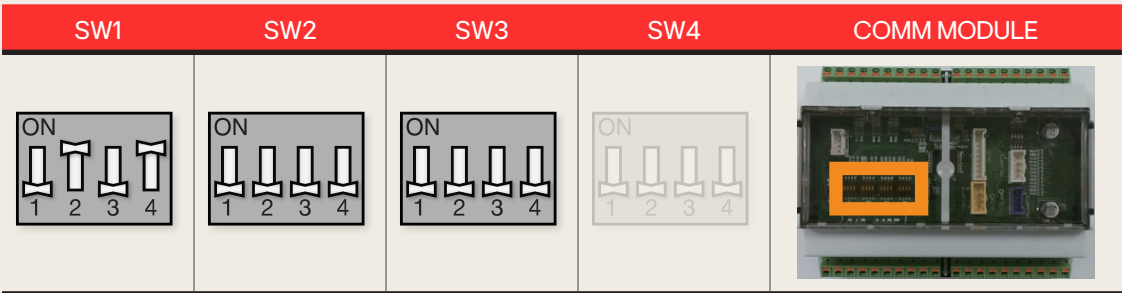 SW1 SW2 SW3 SW4 COMM MODULE
ON ON ON ON
1 2 3 4 1 2 3 4 1 2 3 4 1 2 3 4